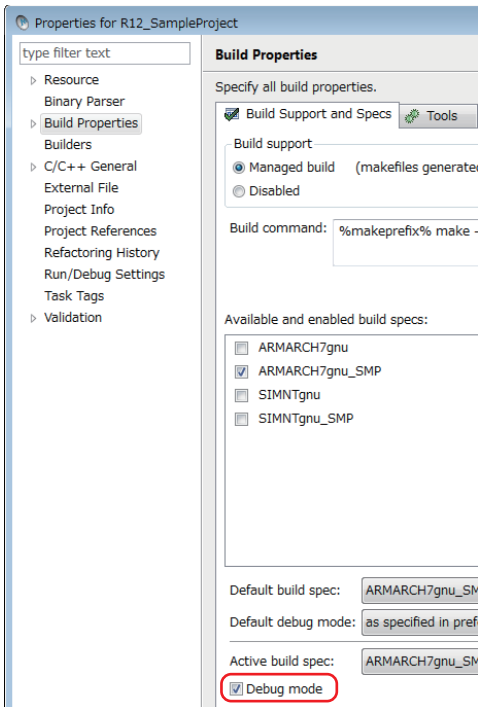 Properties for R12_SampleProject
type filter text
Resource
Binary Parser
Build Properties
Builders
C/C++ General
External File
Project Info
Project References
Refactoring History
Run/Debug Settings
Task Tags
Validation
Build Properties
Specify all build properties.
Build Support and Specs Tools
Build support
Managed build (makefiles generated
Disabled
Build command: %makeprefix% make -
Available and enabled build specs:
ARMARCH7gnu
ARMARCH7gnu_SMP
SIMNTgnu
SIMNTgnu_SMP
Default build spec: ARMARCH7gnu_SM
Default debug mode: as specified in pref
Active build spec: ARMARCH7gnu_SM
Debug mode